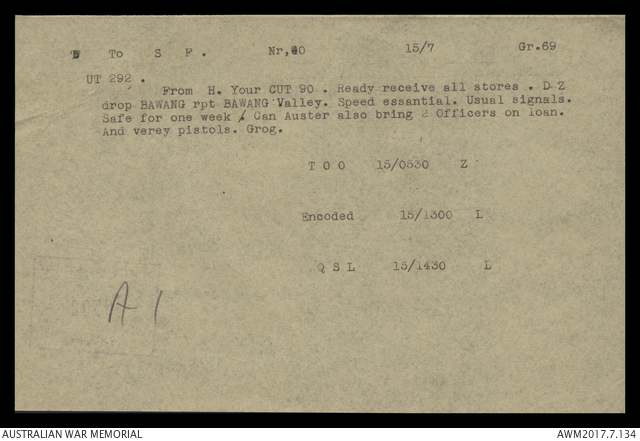 To S F . Nr,40 15/7 Gr.69
UT 292 .
From H. Your CUT 90 . Ready receive all stores . D Z
drop BAWANG rpt BAWANG Valley. Speed essantial. Usual signals.
Safe for one week / Can Auster also bring 2 Officers on loan.
And verey pistols. Grog.
T O O 15/0530 Z
Encoded 15/1300 L
Q S L 15/1430 L
A 1
AUSTRALIAN WAR MEMORIAL AWM2017.7.134